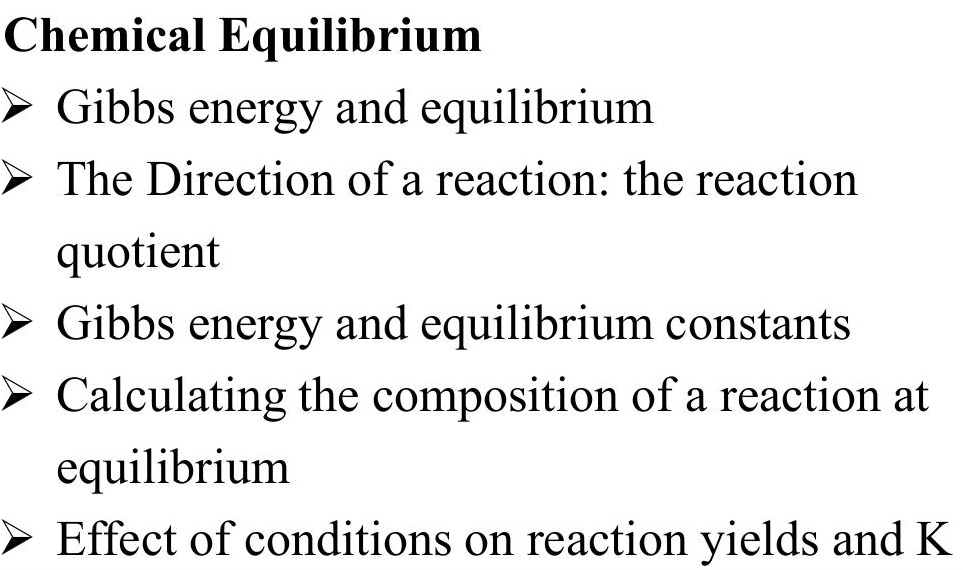 Chemical Equilibrium
➢ Gibbs energy and equilibrium
➢ The Direction of a reaction: the reaction
quotient
➢ Gibbs energy and equilibrium constants
➢ Calculating the composition of a reaction at
equilibrium
➢ Effect of conditions on reaction yields and K